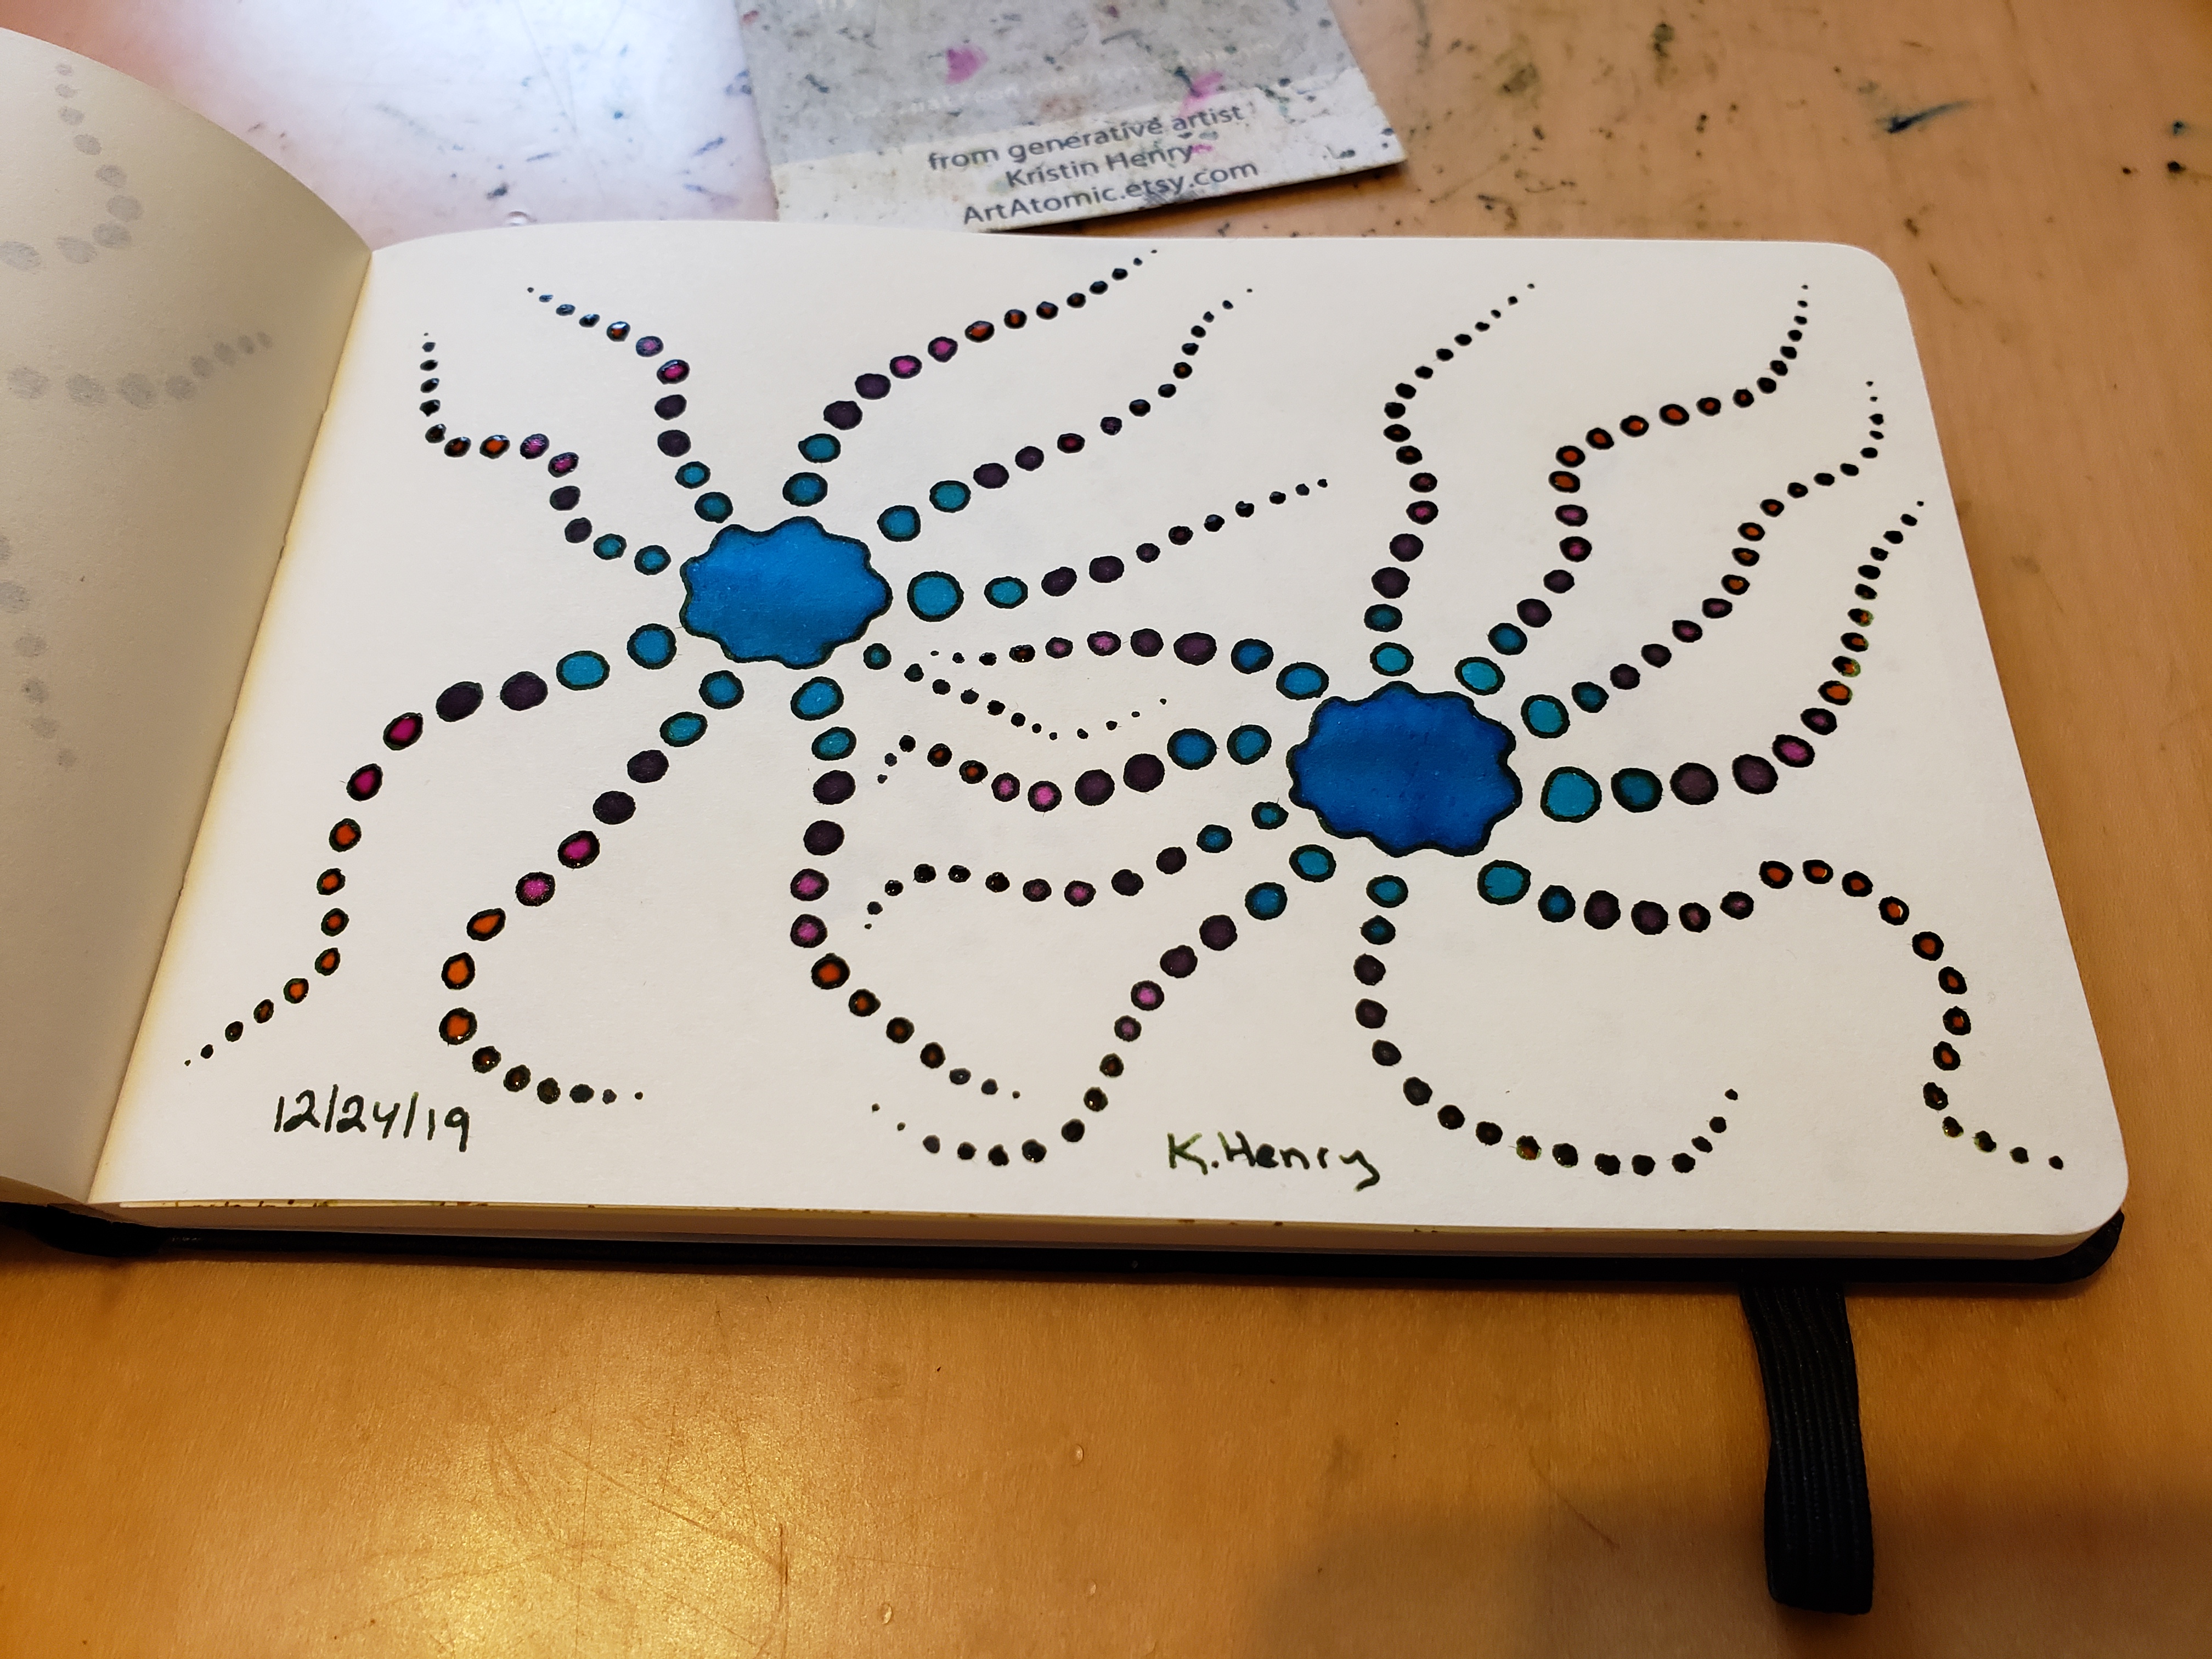 from generative artist
Kristin Henry
ArtAtomic.etsy.com
12/24/19
K.Henry